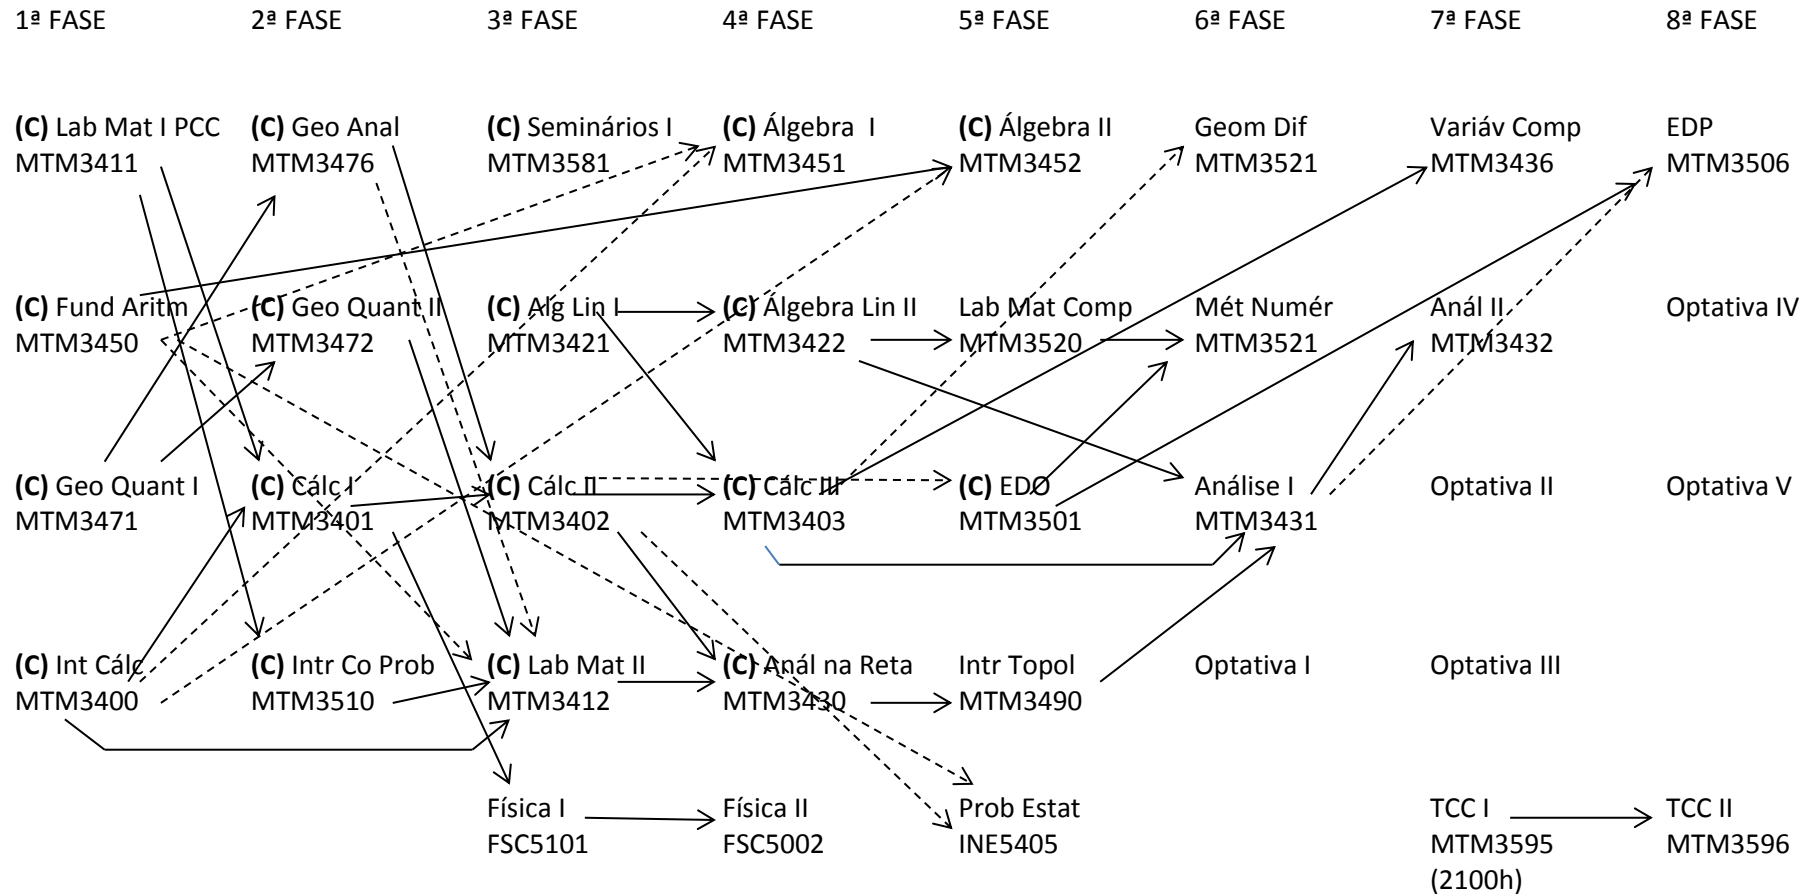 1ª FASE 2ª FASE 3ª FASE 4ª FASE 5ª FASE 6ª FASE 7ª FASE 8ª FASE
(C) Lab Mat I PCC (C) Geo Anal (C) Seminários I (C) Álgebra I (C) Álgebra II Geom Dif Variáv Comp EDP
MTM3411 MTM3476 MTM3581 MTM3451 MTM3452 MTM3521 MTM3436 MTM3506
(C) Fund Aritm (C) Geo Quant II (C) Alg Lin I (C) Álgebra Lin II Lab Mat Comp Mét Numér Anál II Optativa IV
MTM3450 MTM3472 MTM3421 MTM3422 MTM3520 MTM3521 MTM3432
(C) Geo Quant I (C) Cálc I (C) Cálc II (C) Cálc III (C) EDO Análise I Optativa II Optativa V
MTM3471 MTM3401 MTM3402 MTM3403 MTM3501 MTM3431
(C) Int Cálc (C) Intr Co Prob (C) Lab Mat II (C) Anál na Reta Intr Topol Optativa I Optativa III
MTM3400 MTM3510 MTM3412 MTM3430 MTM3490
Física I Física II Prob Estat TCC I TCC II
FSC5101 FSC5002 INE5405 MTM3595 MTM3596
(2100h)